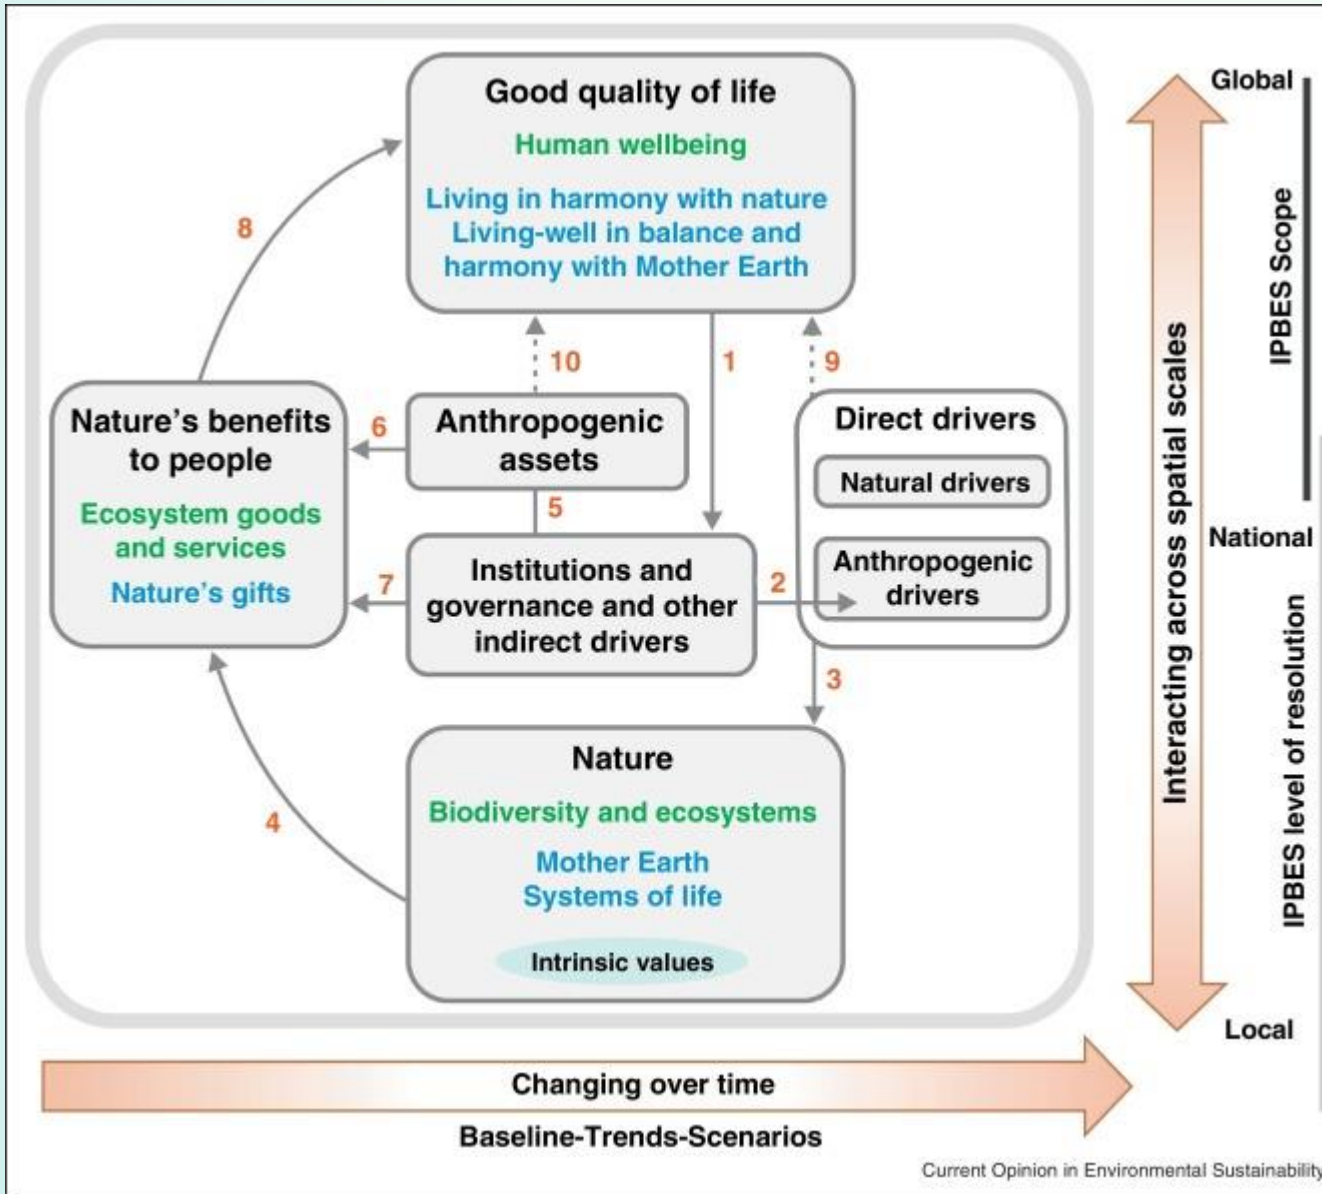 Good quality of life
Human wellbeing
Living in harmony with nature
Living-well in balance and
harmony with Mother Earth
8
10
1
9
Nature's benefits
to people
Ecosystem goods
and services
Nature's gifts
6
Anthropogenic
assets
5
7
Institutions and
governance and other
indirect drivers
2
Direct drivers
Natural drivers
Anthropogenic
drivers
3
4
Nature
Biodiversity and ecosystems
Mother Earth
Systems of life
Intrinsic values
Interacting across spatial scales
Global
IPBES Scope
National
IPBES level of resolution
Local
Changing over time
Baseline-Trends-Scenarios
Current Opinion in Environmental Sustainability